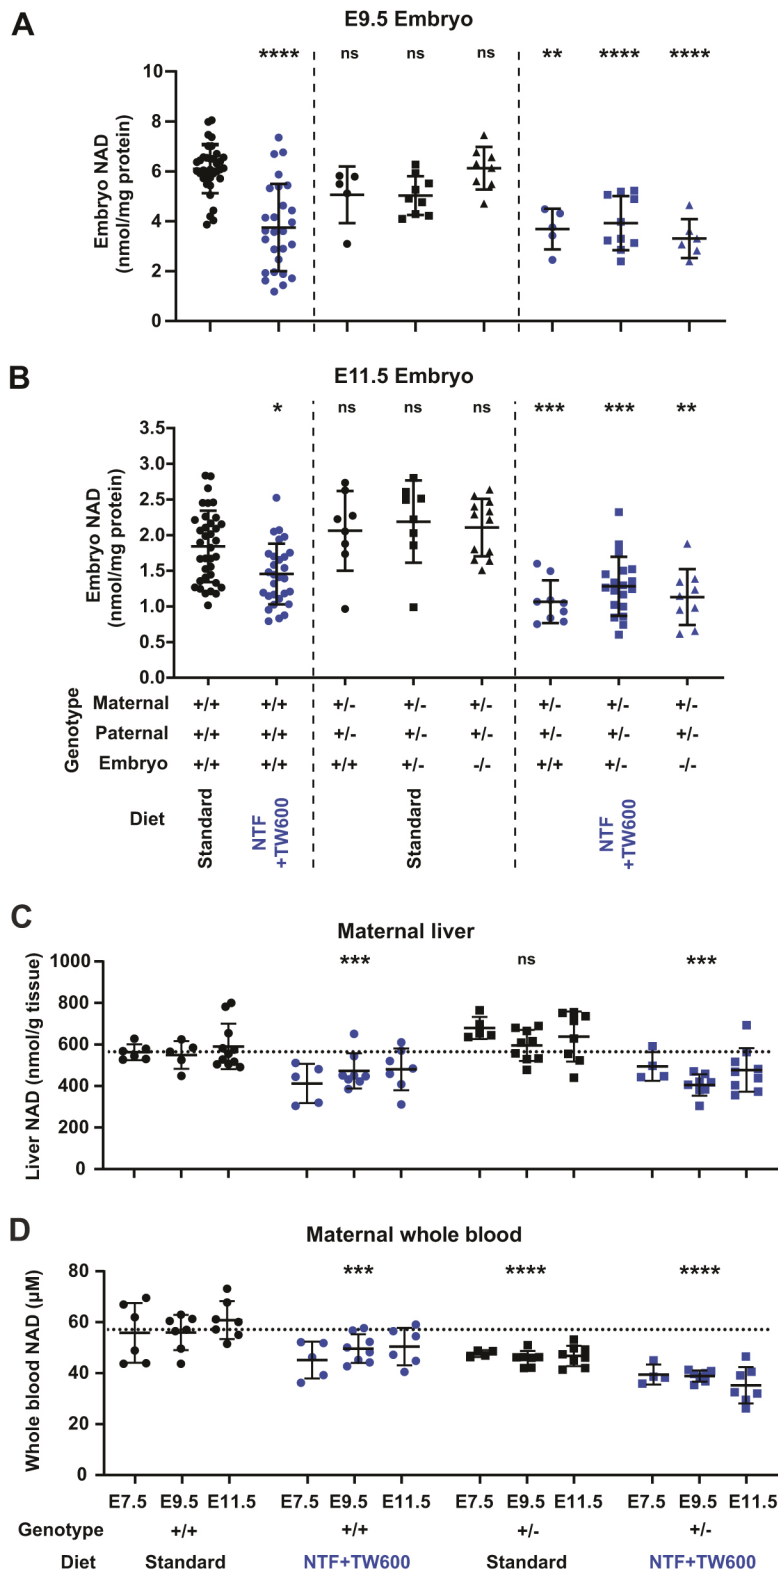 A
E9.5 Embryo
**** ns ns ns ** **** ****
Embryo NAD
(nmol/mg protein)
10
8
6
4
2
0
B
E11.5 Embryo
* ns ns ns *** *** **
Embryo NAD
(nmol/mg protein)
3.5
3.0
2.5
2.0
1.5
1.0
0.5
0.0
Genotype
Maternal +/+ +/+ +/- +/- +/- +/- +/- +/-
Paternal +/+ +/+ +/- +/- +/- +/- +/- +/-
Embryo +/+ +/+ +/+ +/- -/- +/+ +/- -/-
Diet
Standard
NTF
+TW600
Standard
NTF
+TW600
C
Maternal liver
*** ns ***
Liver NAD (nmol/g tissue)
1000
800
600
400
200
0
D
Maternal whole blood
*** **** ****
Whole blood NAD (µM)
80
60
40
20
0
E7.5 E9.5 E11.5 E7.5 E9.5 E11.5 E7.5 E9.5 E11.5 E7.5 E9.5 E11.5
Genotype +/+ +/+ +/- +/-
Diet Standard NTF+TW600 Standard NTF+TW600